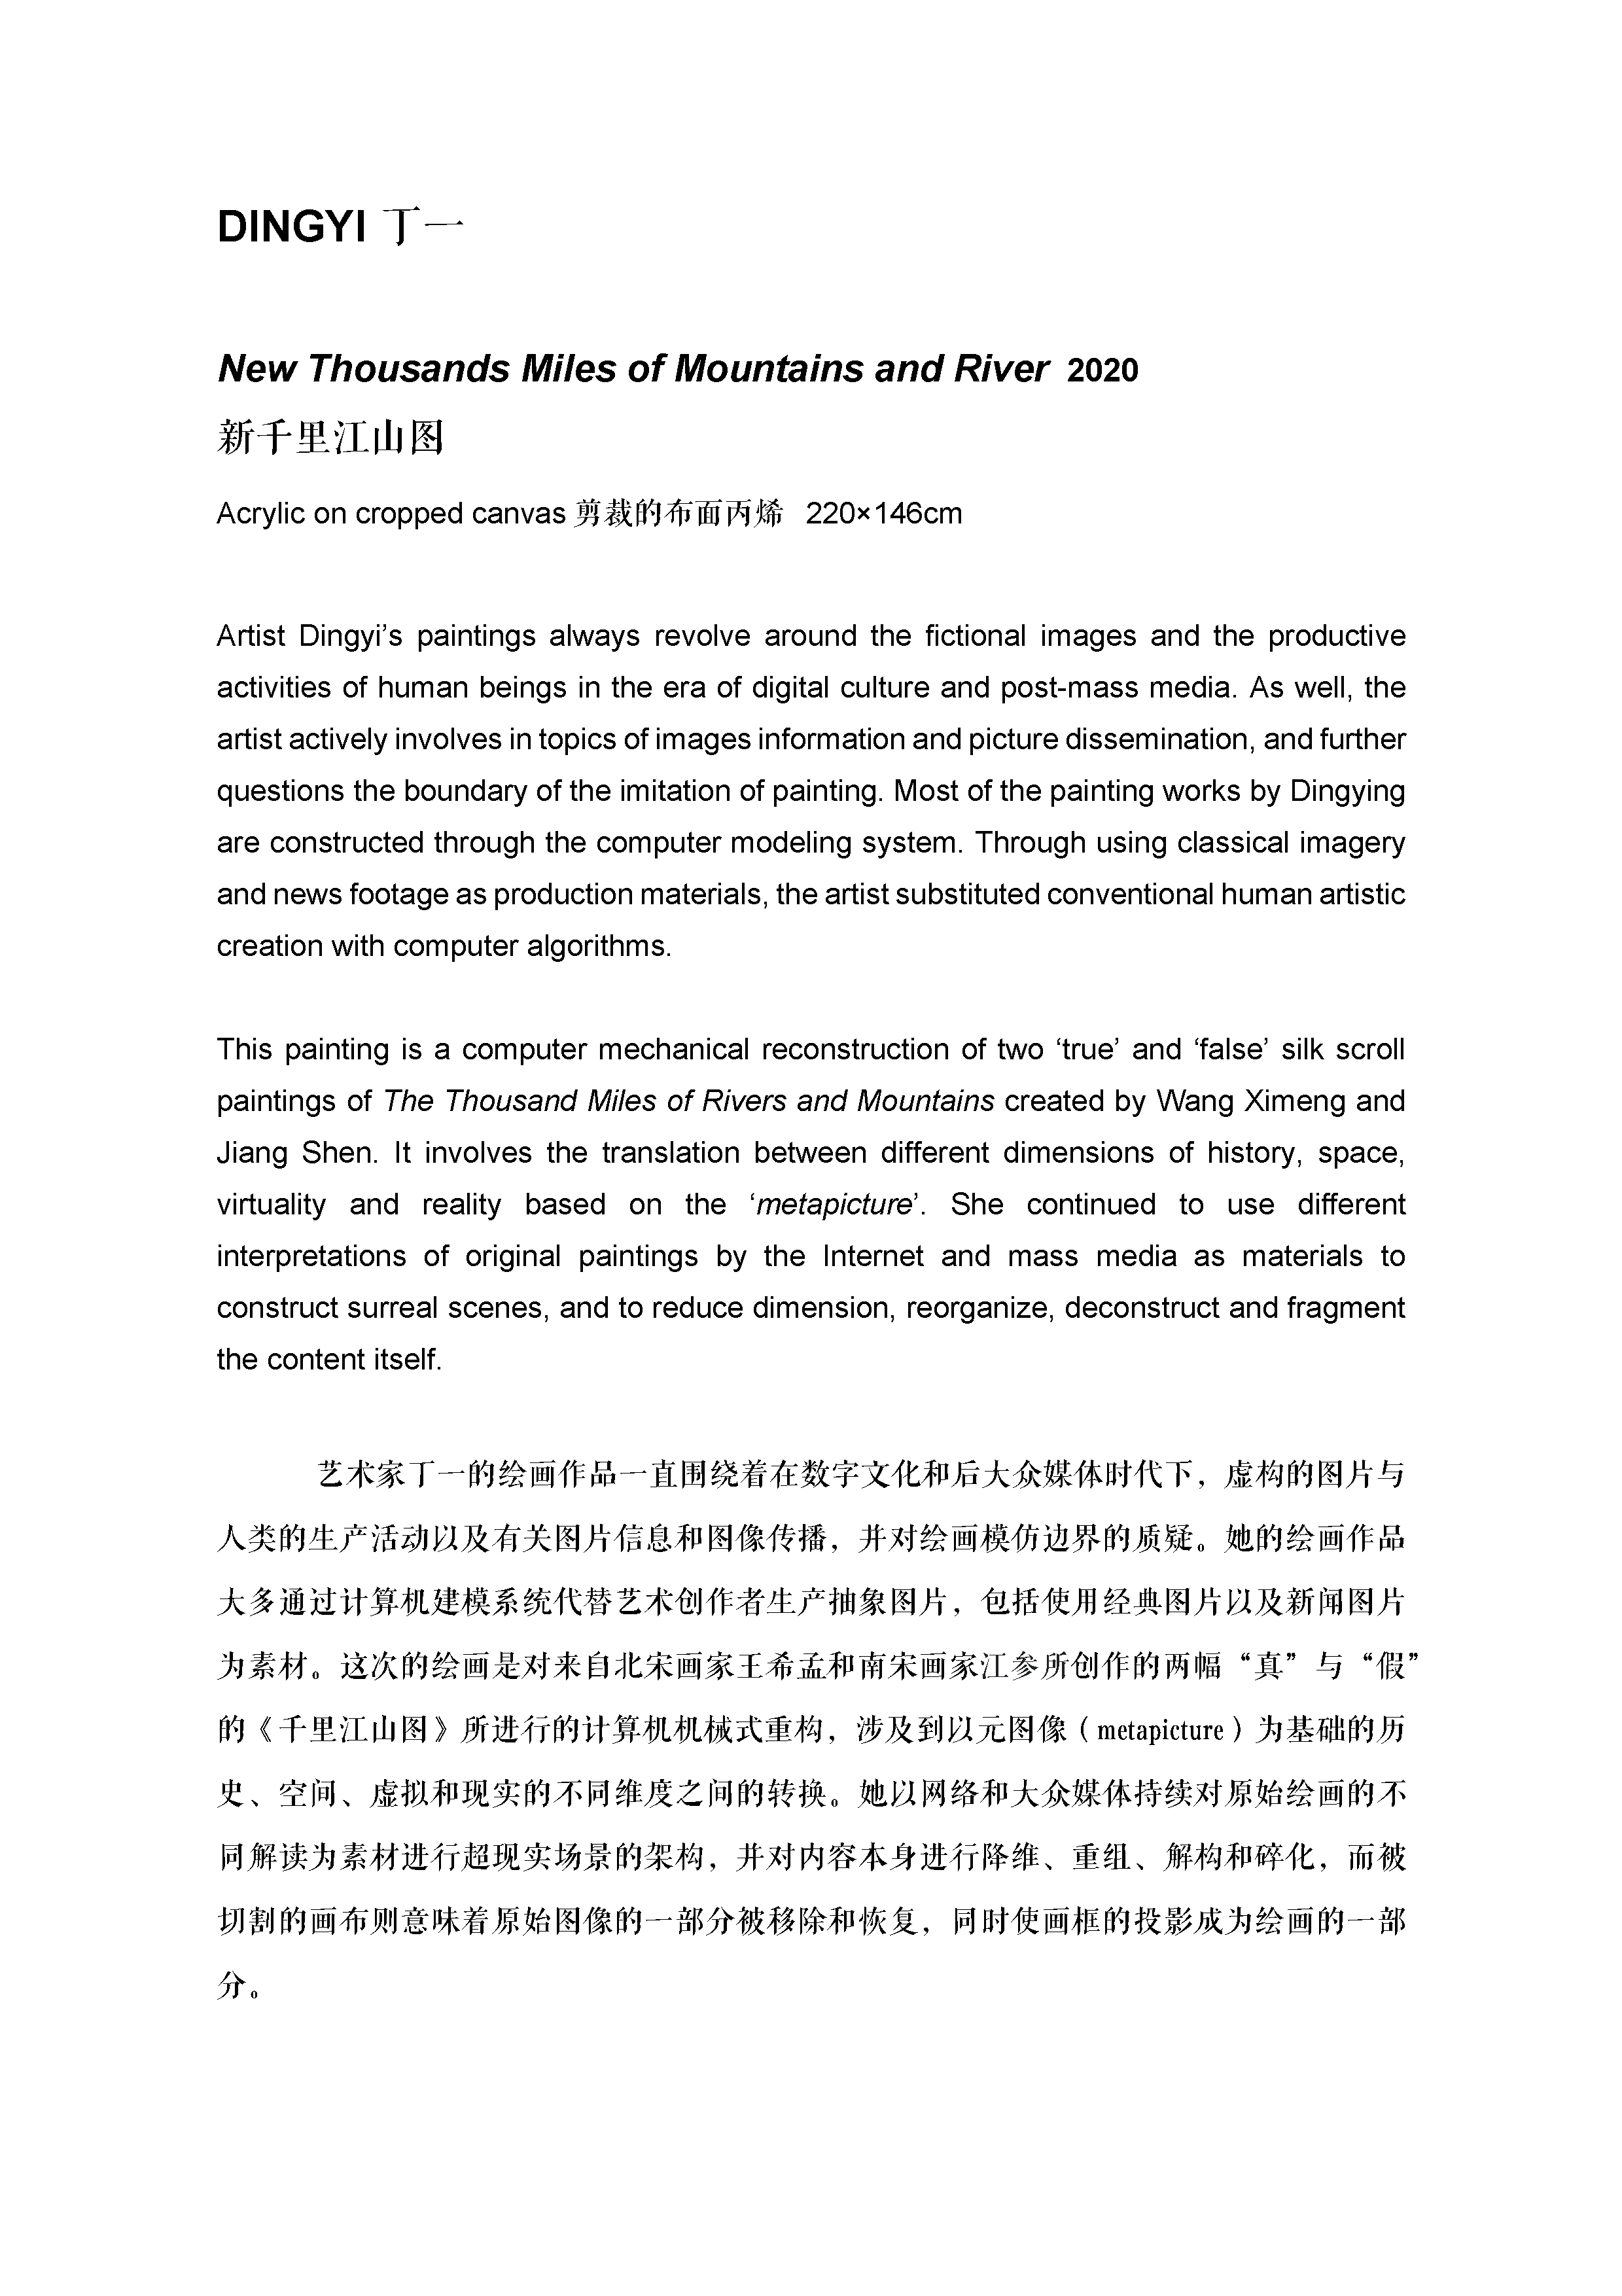 DINGYI 丁一
New Thousands Miles of Mountains and River 2020
新千里江山图
Acrylic on cropped canvas 剪裁的布面丙烯 220×146cm
Artist Dingyi’s paintings always revolve around the fictional images and the productive
activities of human beings in the era of digital culture and post-mass media. As well, the
artist actively involves in topics of images information and picture dissemination, and further
questions the boundary of the imitation of painting. Most of the painting works by Dingying
are constructed through the computer modeling system. Through using classical imagery
and news footage as production materials, the artist substituted conventional human artistic
creation with computer algorithms.
This painting is a computer mechanical reconstruction of two ‘true’ and ‘false’ silk scroll
paintings of The Thousand Miles of Rivers and Mountains created by Wang Ximeng and
Jiang Shen. It involves the translation between different dimensions of history, space,
virtuality and reality based on the ‘metapicture’. She continued to use different
interpretations of original paintings by the Internet and mass media as materials to
construct surreal scenes, and to reduce dimension, reorganize, deconstruct and fragment
the content itself.
艺术家丁一的绘画作品一直围绕着在数字文化和后大众媒体时代下，虚构的图片与
人类的生产活动以及有关图片信息和图像传播，并对绘画模仿边界的质疑。她的绘画作品
大多通过计算机建模系统代替艺术创作者生产抽象图片，包括使用经典图片以及新闻图片
为素材。这次的绘画是对来自北宋画家王希孟和南宋画家江参所创作的两幅“真”与“假”
的《千里江山图》所进行的计算机机械式重构，涉及到以元图像（metapicture）为基础的历
史、空间、虚拟和现实的不同维度之间的转换。她以网络和大众媒体持续对原始绘画的不
同解读为素材进行超现实场景的架构，并对内容本身进行降维、重组、解构和碎化，而被
切割的画布则意味着原始图像的一部分被移除和恢复，同时使画框的投影成为绘画的一部
分。